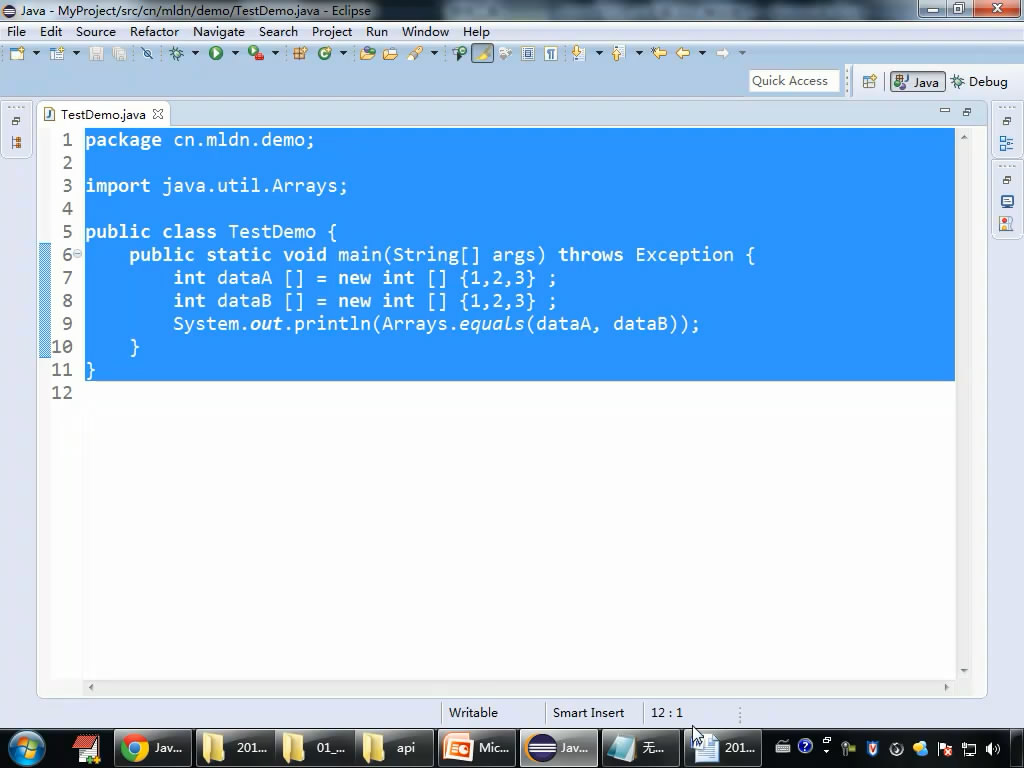 Java - MyProject/src/cn/mldn/demo/TestDemo.java - Eclipse
File Edit Source Refactor Navigate Search Project Run Window Help
Quick Access Java Debug
TestDemo.java
1 package cn.mldn.demo;
2
3 import java.util.Arrays;
4
5 public class TestDemo {
6 public static void main(String[] args) throws Exception {
7 int dataA [] = new int [] {1,2,3} ;
8 int dataB [] = new int [] {1,2,3} ;
9 System.out.println(Arrays.equals(dataA, dataB));
10 }
11 }
12
Writable Smart Insert 12 : 1
Jav... 201... 01_... api Mic... Jav... 无... 201...